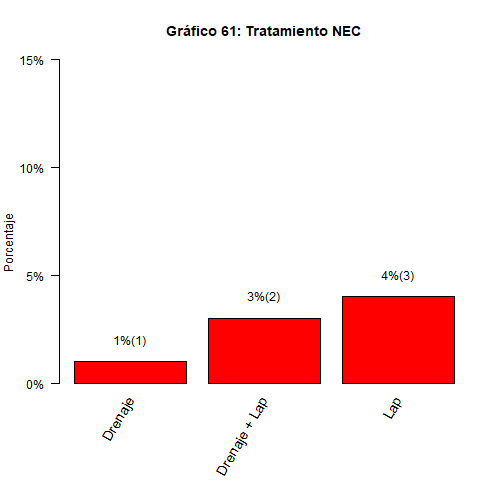 Gráfico 61: Tratamiento NEC
15%
10%
5%
0%
Porcentaje
1%(1)
3%(2)
4%(3)
Drenaje
Drenaje + Lap
Lap